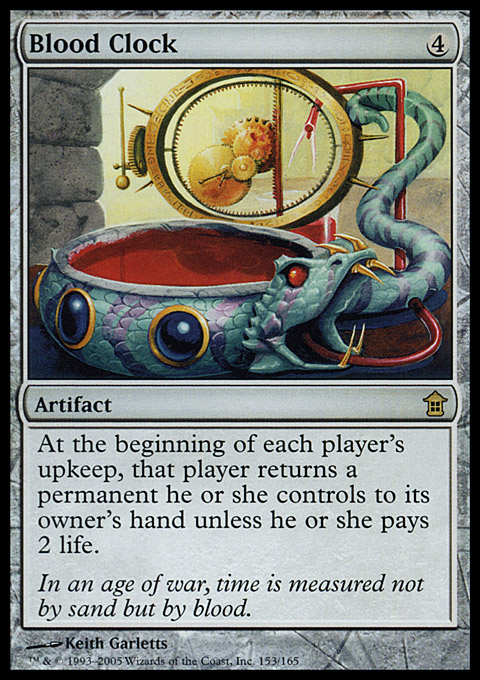 Blood Clock 4
Artifact
At the beginning of each player's
upkeep, that player returns a
permanent he or she controls to its
owner's hand unless he or she pays
2 life.
In an age of war, time is measured not
by sand but by blood.
Keith Garletts
™ & © 1993–2005 Wizards of the Coast, Inc. 153/165